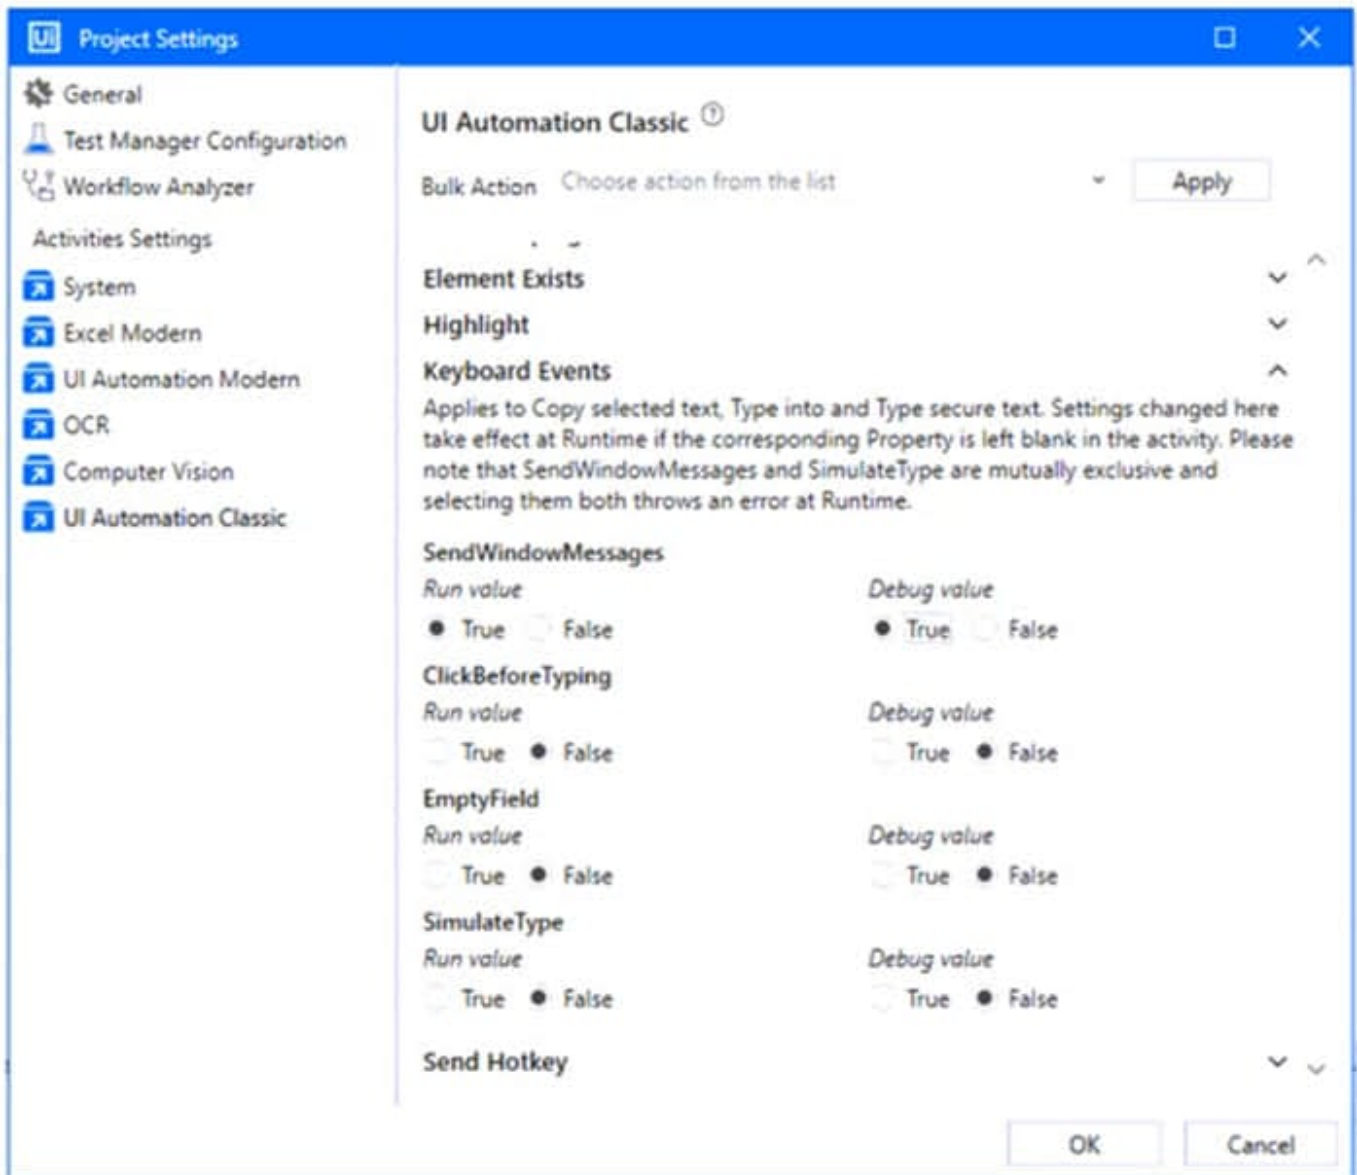 Ui Project Settings
General
Test Manager Configuration
Workflow Analyzer
Activities Settings
System
Excel Modern
UI Automation Modern
OCR
Computer Vision
UI Automation Classic
UI Automation Classic ?
Bulk Action Choose action from the list Apply
Element Exists
Highlight
Keyboard Events
Applies to Copy selected text, Type into and Type secure text. Settings changed here
take effect at Runtime if the corresponding Property is left blank in the activity. Please
note that SendWindowMessages and SimulateType are mutually exclusive and
selecting them both throws an error at Runtime.
SendWindowMessages
Run value Debug value
True False True False
ClickBeforeTyping
Run value Debug value
True False True False
EmptyField
Run value Debug value
True False True False
SimulateType
Run value Debug value
True False True False
Send Hotkey
OK Cancel